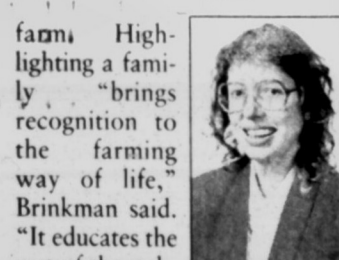 farm. High-
lighting a fami-
ly "brings
recognition to
the farming
way of life,"
Brinkman said.
"It educates the